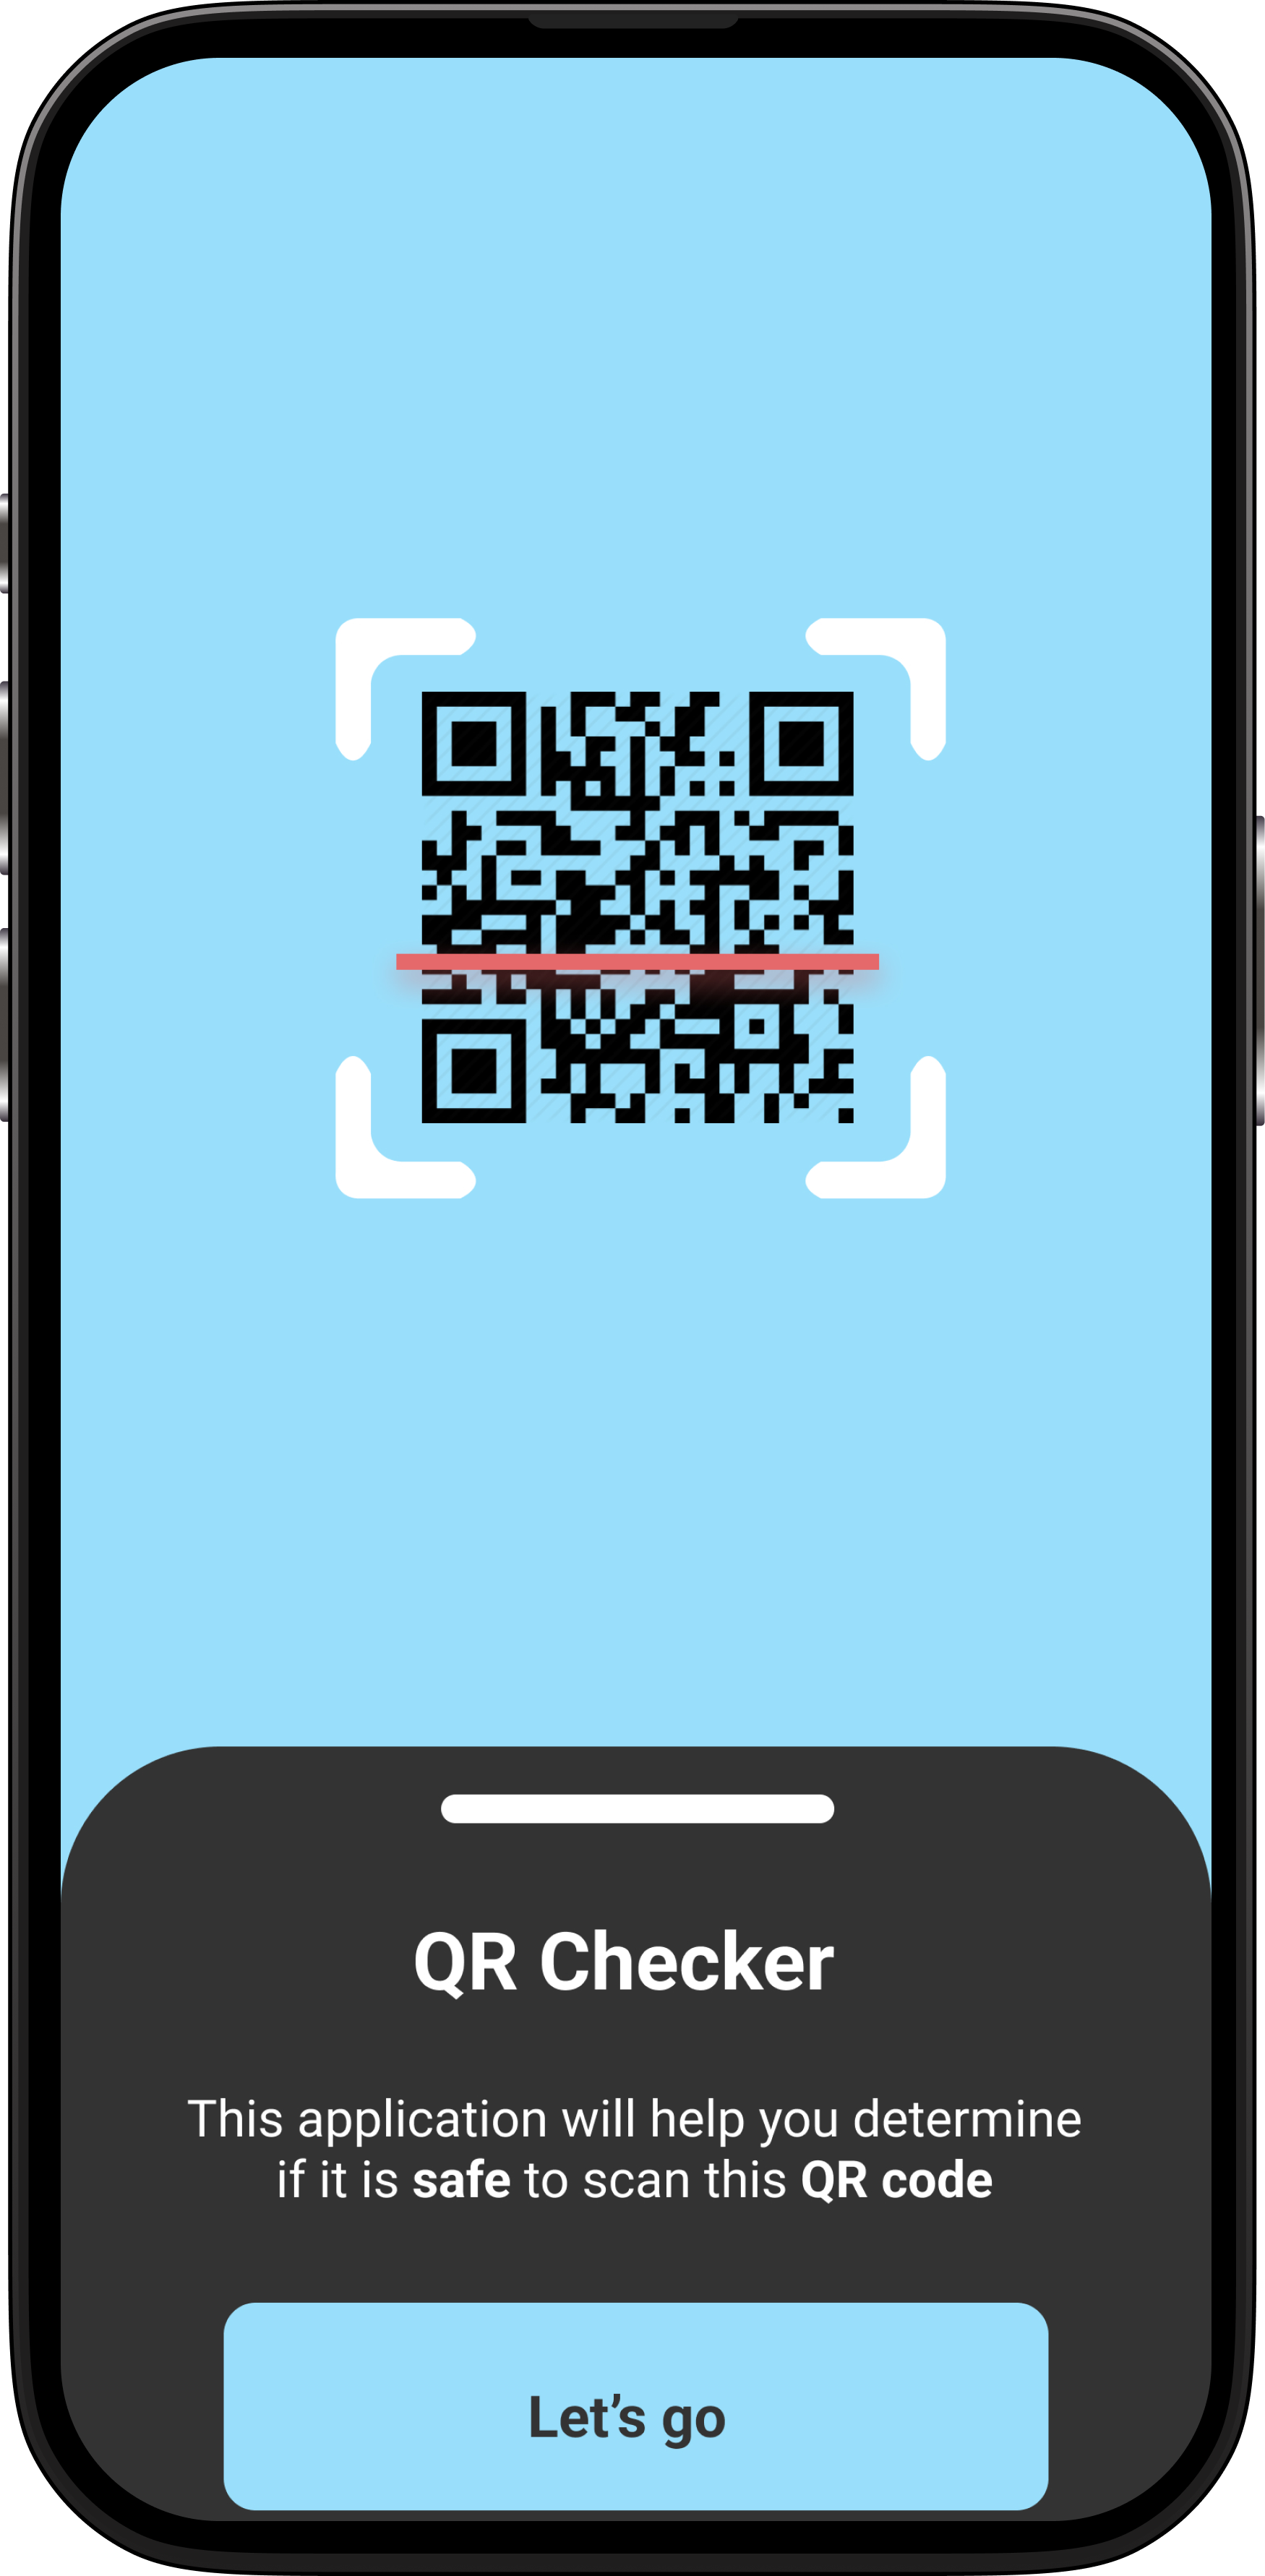 QR Checker
This application will help you determine
if it is safe to scan this QR code
Let’s go